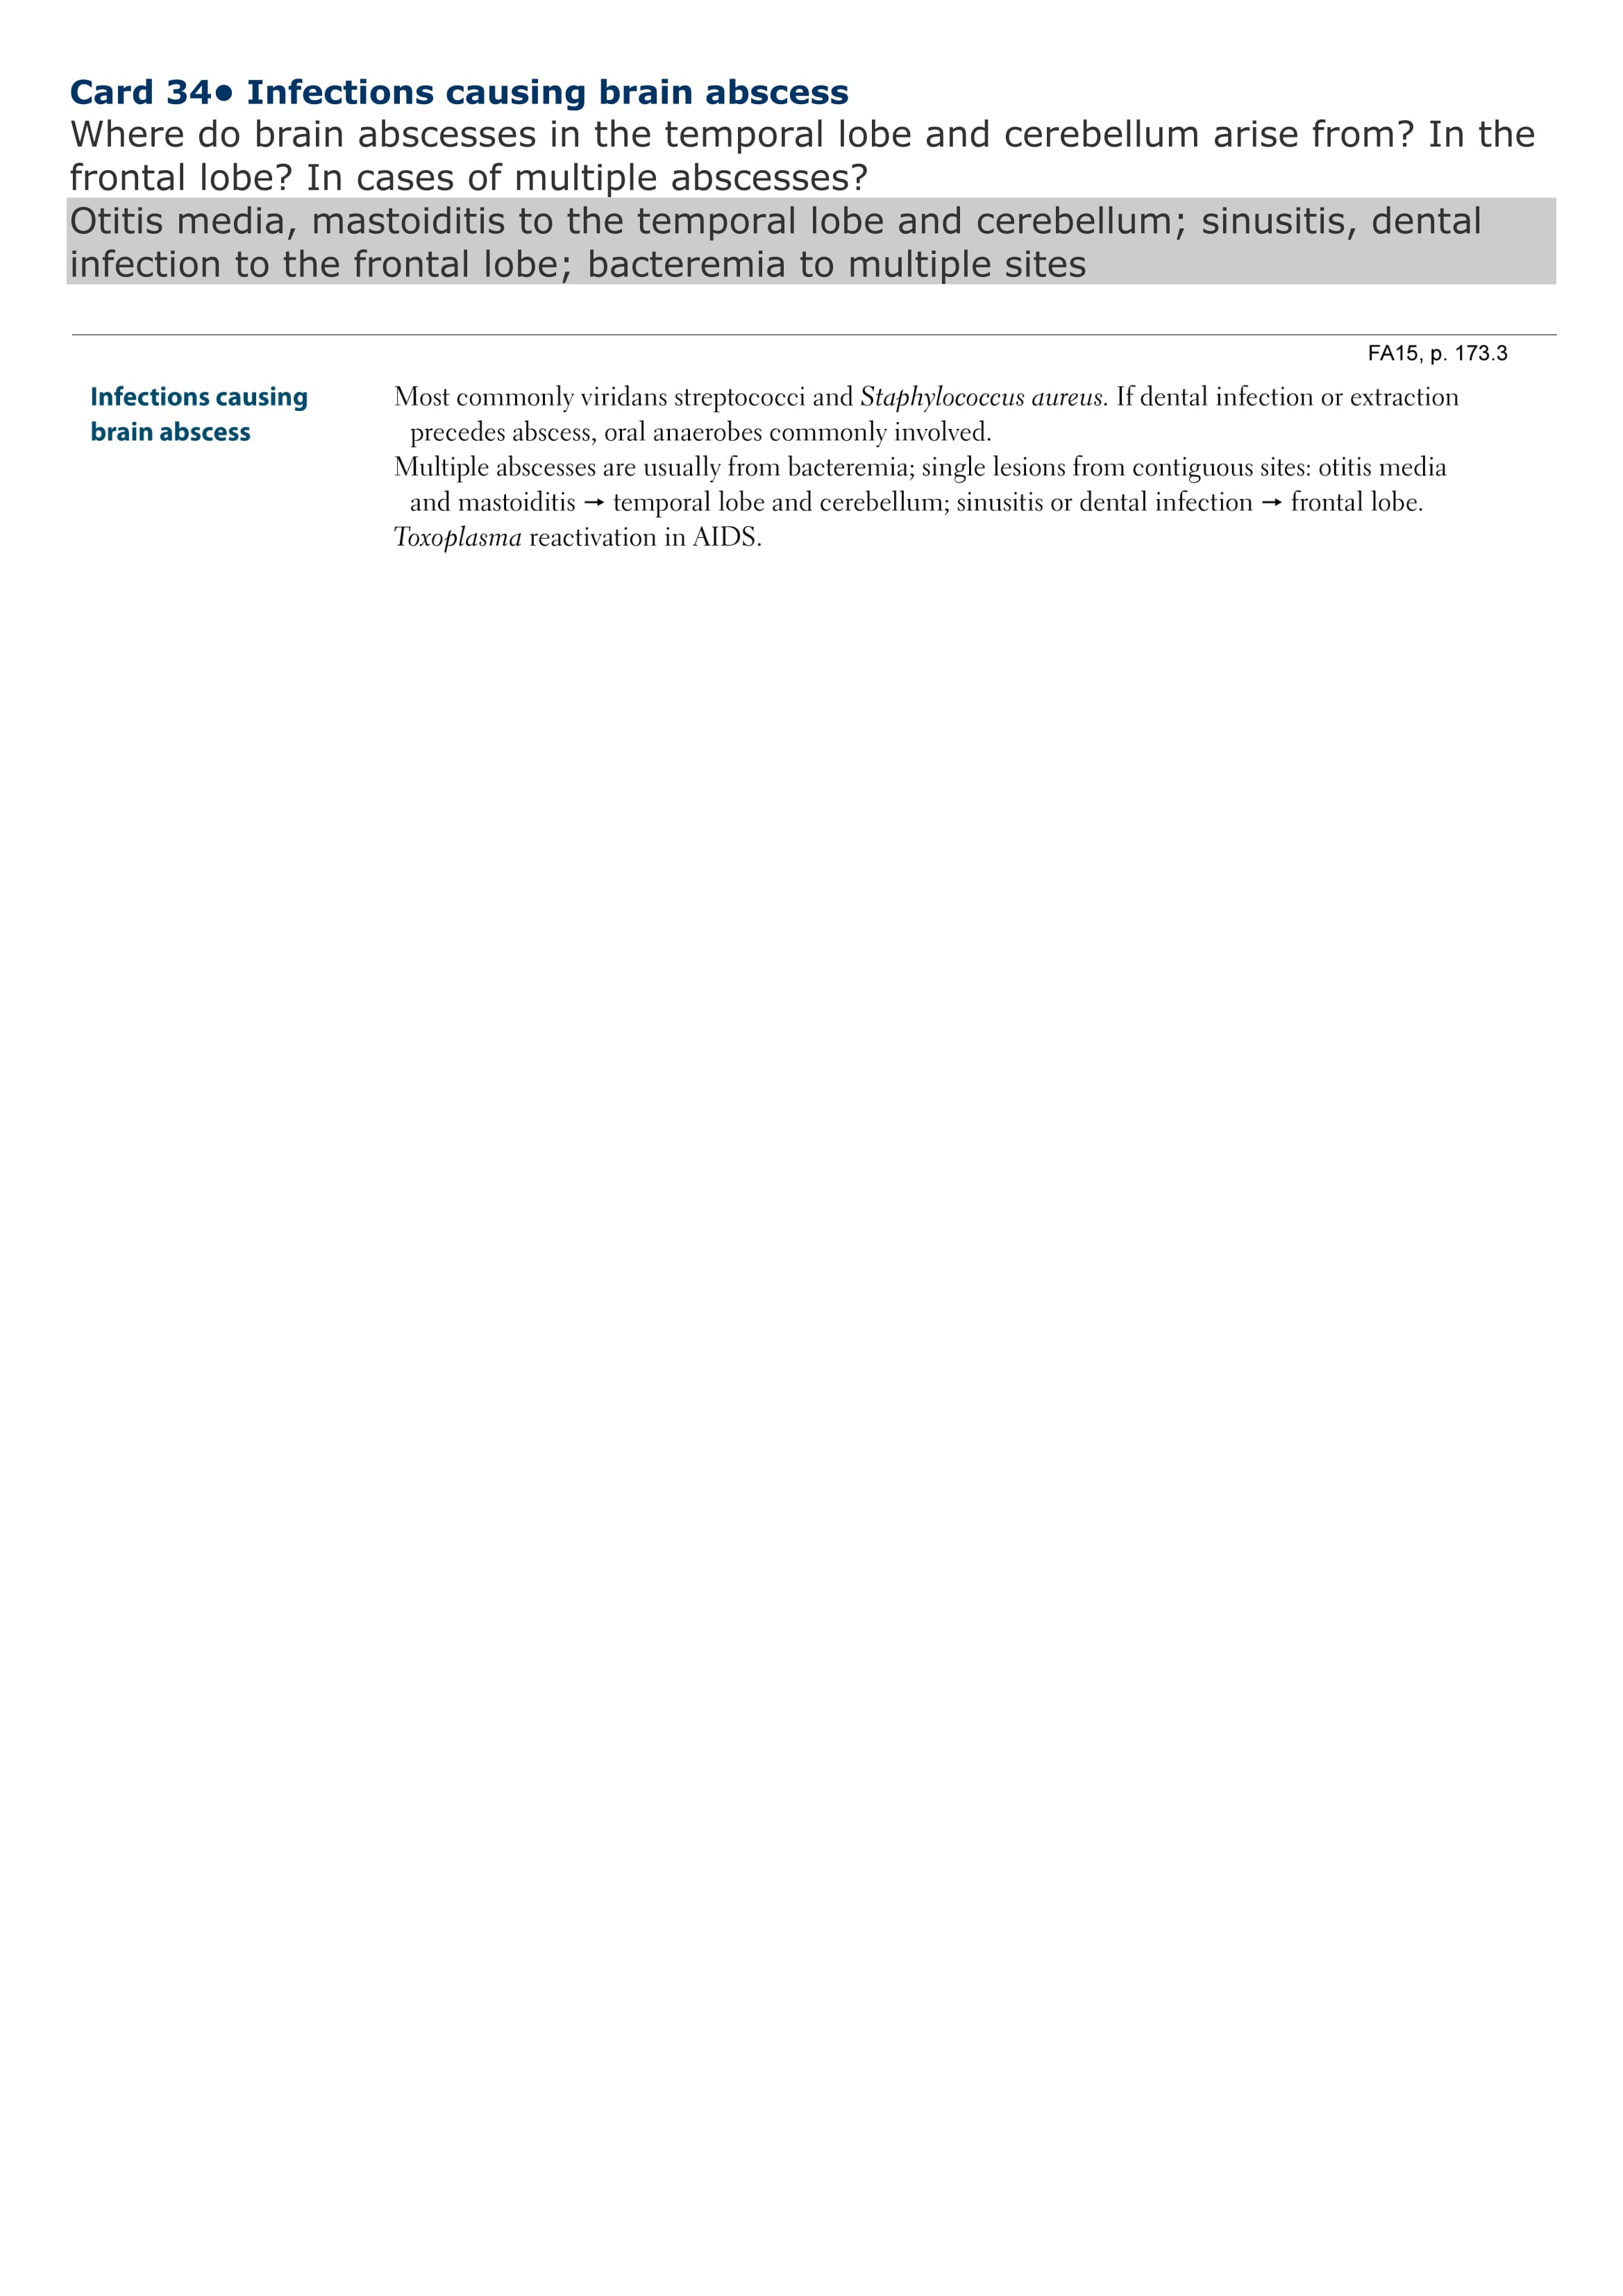 Card 34● Infections causing brain abscess
Where do brain abscesses in the temporal lobe and cerebellum arise from? In the
frontal lobe? In cases of multiple abscesses?
Otitis media, mastoiditis to the temporal lobe and cerebellum; sinusitis, dental
infection to the frontal lobe; bacteremia to multiple sites
FA15, p. 173.3
Infections causing
brain abscess
Most commonly viridans streptococci and Staphylococcus aureus. If dental infection or extraction
precedes abscess, oral anaerobes commonly involved.
Multiple abscesses are usually from bacteremia; single lesions from contiguous sites: otitis media
and mastoiditis → temporal lobe and cerebellum; sinusitis or dental infection → frontal lobe.
Toxoplasma reactivation in AIDS.